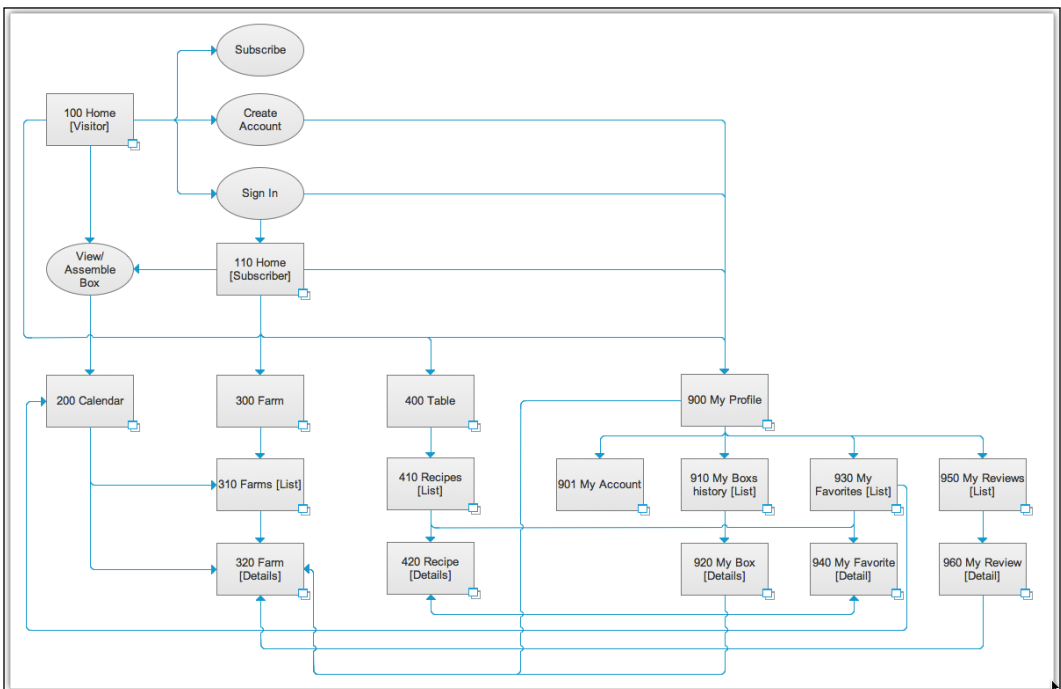 Subscribe
100 Home
[Visitor]
Create
Account
Sign In
View/
Assemble
Box
110 Home
[Subscriber]
200 Calendar
300 Farm
400 Table
900 My Profile
310 Farms [List]
410 Recipes
[List]
901 My Account
910 My Boxs
history [List]
930 My
Favorites [List]
950 My Reviews
[List]
320 Farm
[Details]
420 Recipe
[Details]
920 My Box
[Details]
940 My Favorite
[Detail]
960 My Review
[Detail]